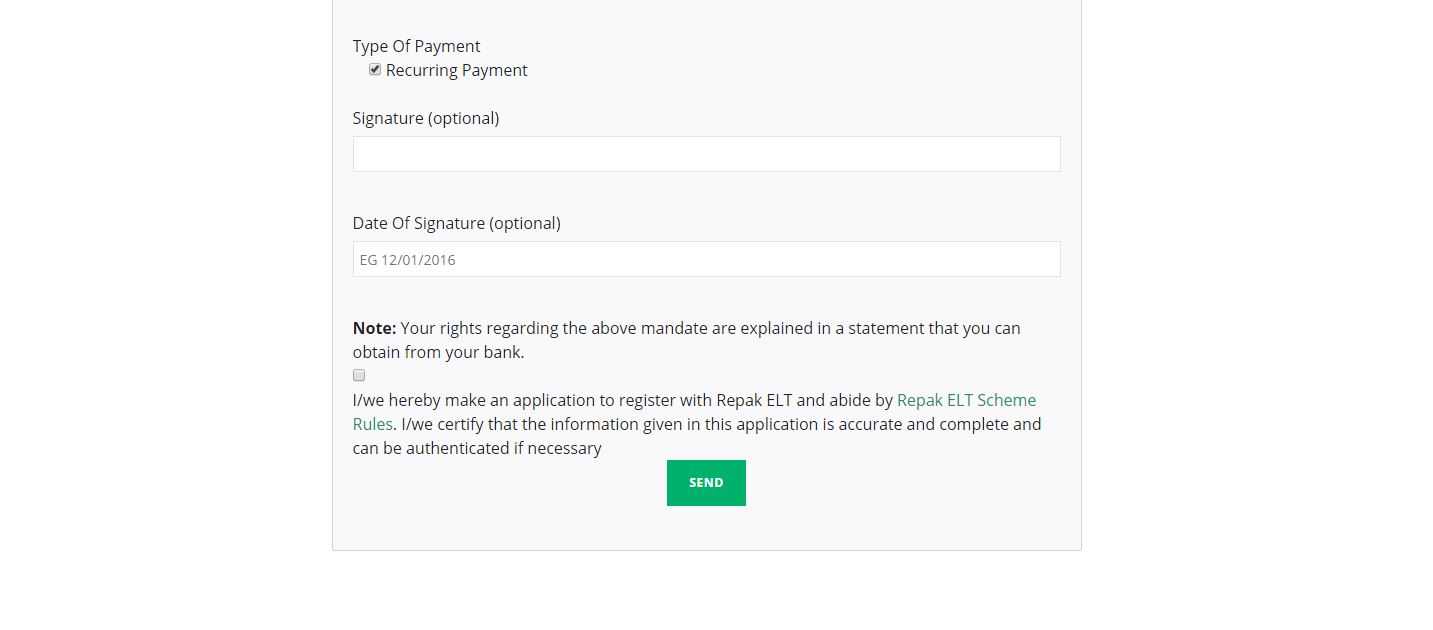 Type Of Payment
Recurring Payment
Signature (optional)
Date Of Signature (optional)
EG 12/01/2016
Note: Your rights regarding the above mandate are explained in a statement that you can
obtain from your bank.
I/we hereby make an application to register with Repak ELT and abide by Repak ELT Scheme
Rules. I/we certify that the information given in this application is accurate and complete and
can be authenticated if necessary
SEND